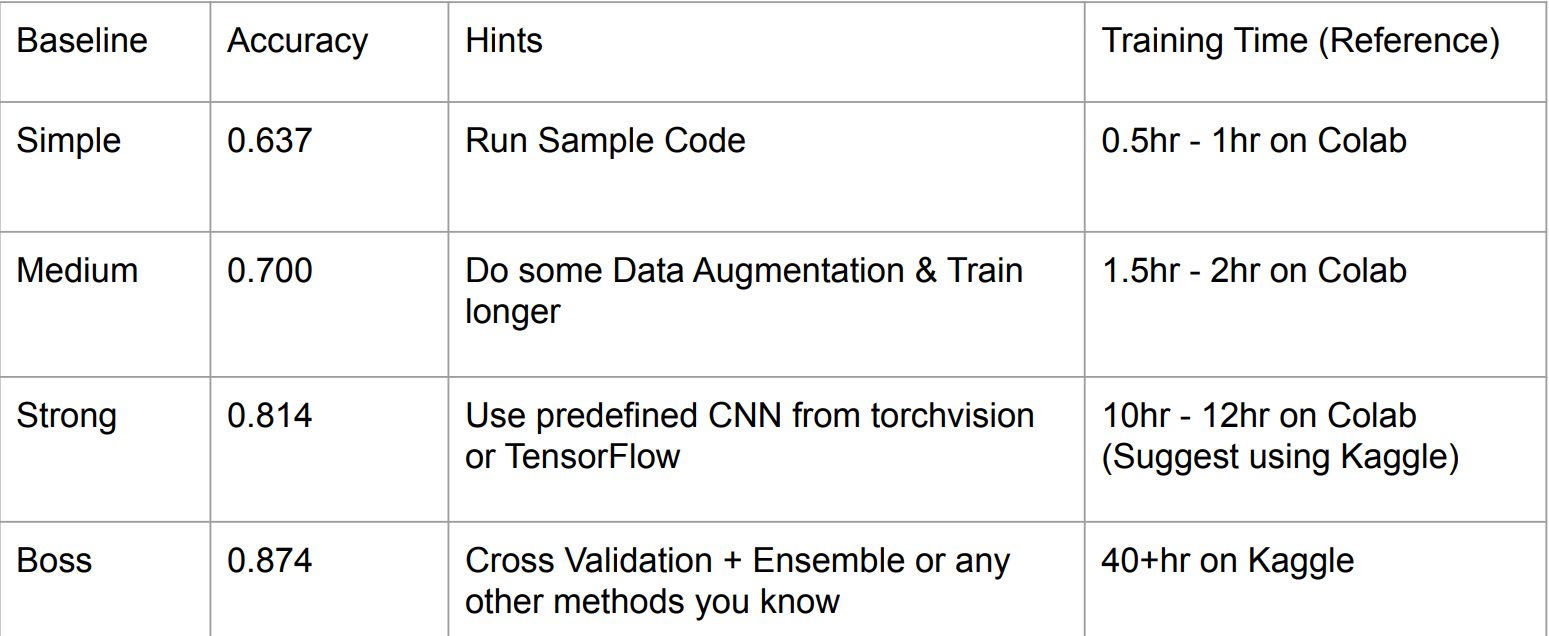 Baseline Accuracy Hints Training Time (Reference)
Simple 0.637 Run Sample Code 0.5hr - 1hr on Colab
Medium 0.700 Do some Data Augmentation & Train 1.5hr - 2hr on Colab
longer
Strong 0.814 Use predefined CNN from torchvision 10hr - 12hr on Colab
or TensorFlow (Suggest using Kaggle)
Boss 0.874 Cross Validation + Ensemble or any 40+hr on Kaggle
other methods you know